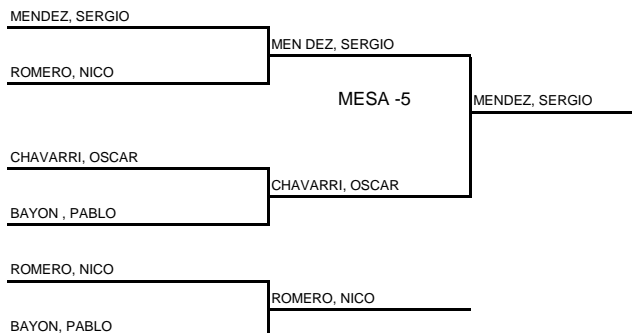 MENDEZ, SERGIO
MEN DEZ, SERGIO
ROMERO, NICO
MESA -5
MENDEZ, SERGIO
CHAVARRI, OSCAR
CHAVARRI, OSCAR
BAYON , PABLO
ROMERO, NICO
ROMERO, NICO
BAYON, PABLO